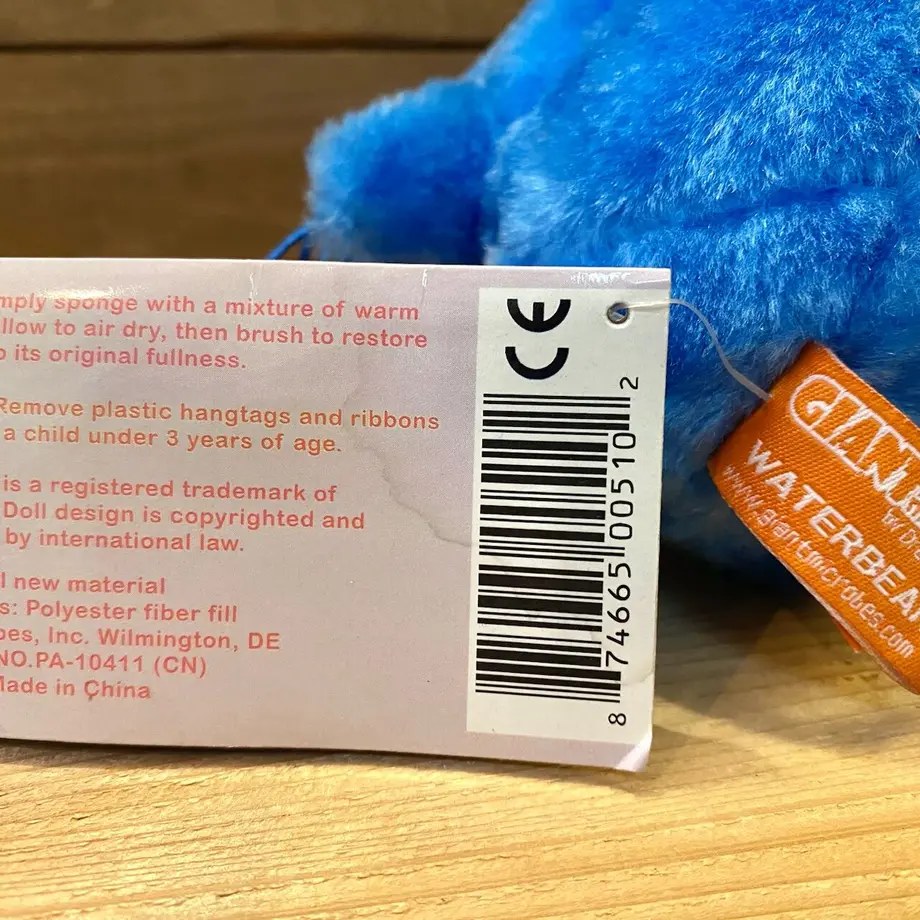 mply sponge with a mixture of warm
llow to air dry, then brush to restore
o its original fullness.
Remove plastic hangtags and ribbons
a child under 3 years of age.
is a registered trademark of
Doll design is copyrighted and
by international law.
l new material
s: Polyester fiber fill
bes, Inc. Wilmington, DE
NO.PA-10411 (CN)
Made in China
CE
8 74665 00510 2
GIANT
WATERBEA
www.giantmicrobes.com